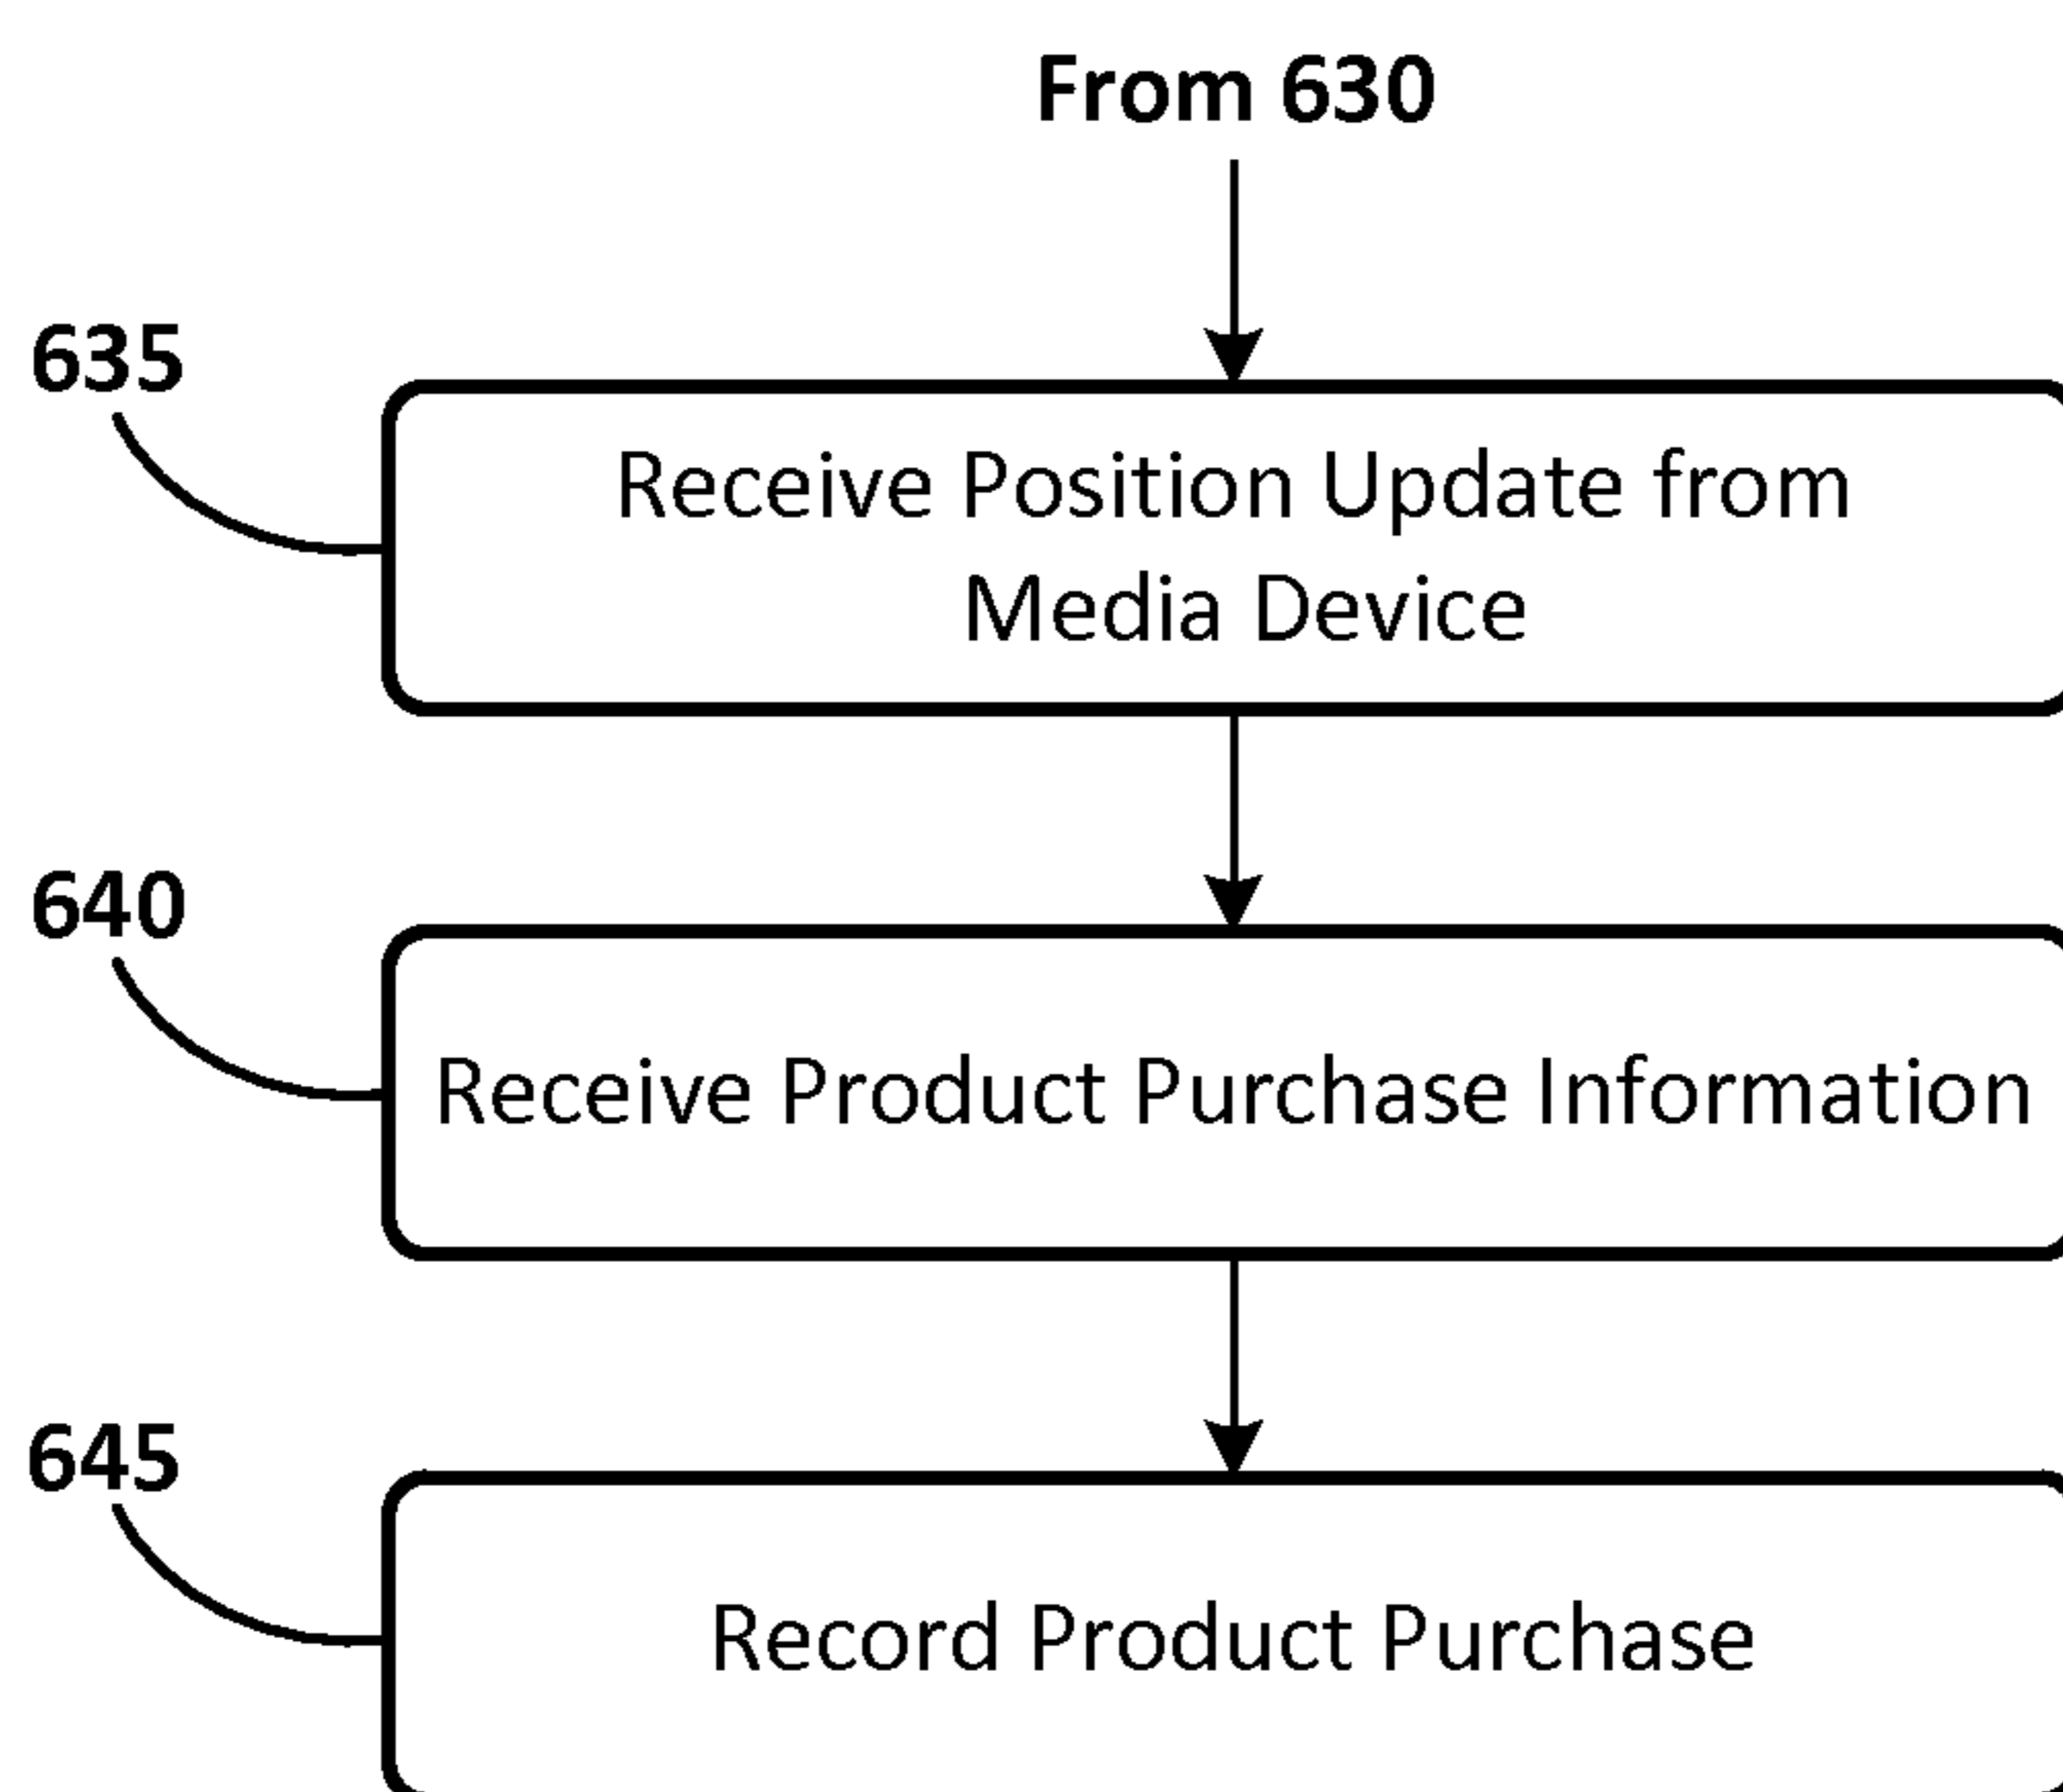 From 630
635
Receive Position Update from
Media Device
640
Receive Product Purchase Information
645
Record Product Purchase